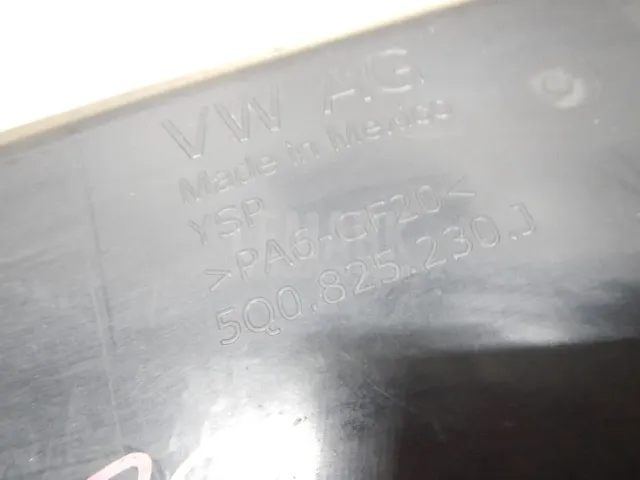 VW AG
Made in Mexico
YSP
>PA6-GF20<
5Q0.825.230.J